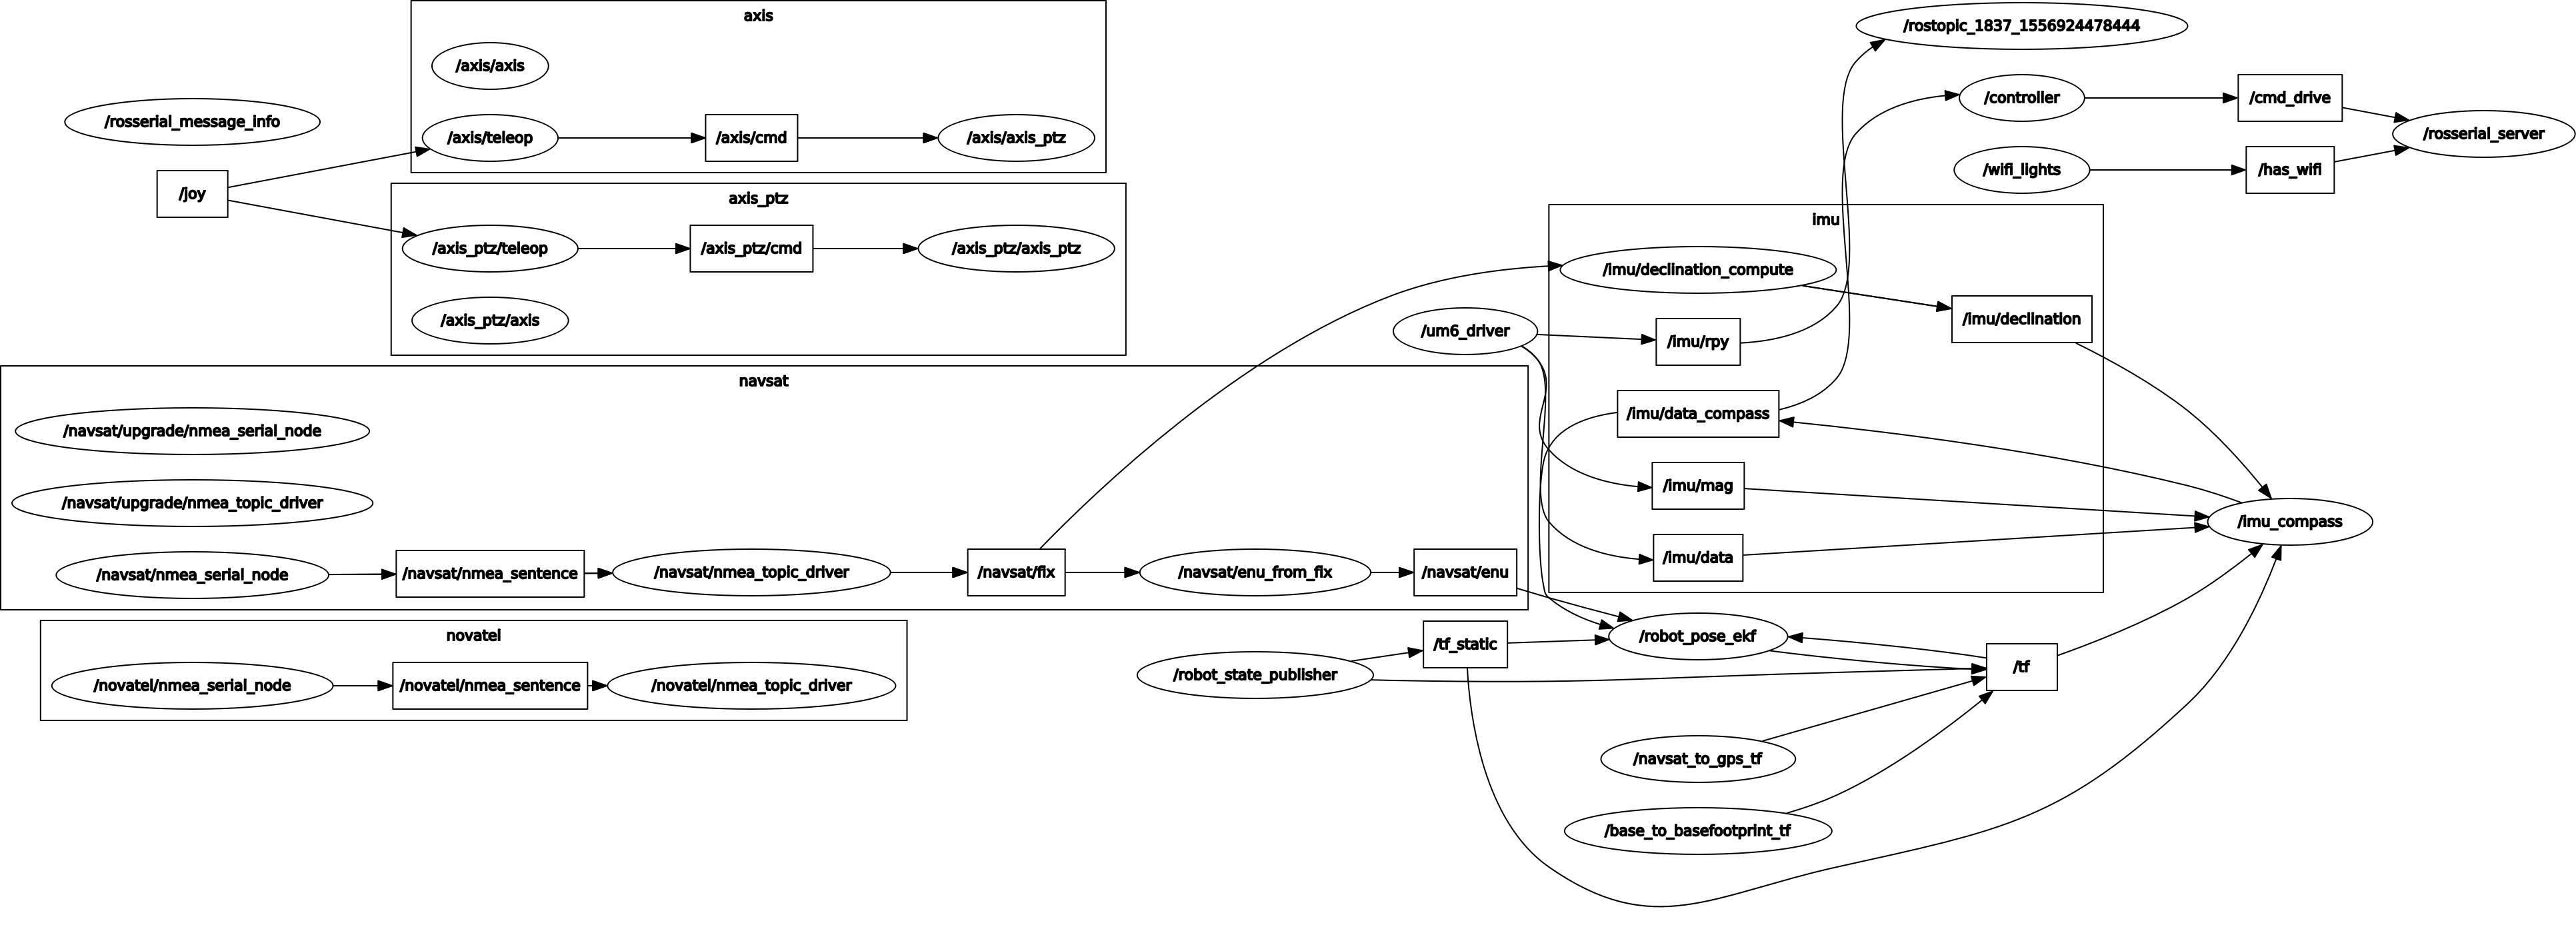 axis
/axis/axis
/axis/teleop
/axis/cmd
/axis/axis_ptz
/rosserial_message_info
/joy
axis_ptz
/axis_ptz/teleop
/axis_ptz/cmd
/axis_ptz/axis_ptz
/axis_ptz/axis
navsat
/navsat/upgrade/nmea_serial_node
/navsat/upgrade/nmea_topic_driver
/navsat/nmea_serial_node
/navsat/nmea_sentence
/navsat/nmea_topic_driver
/navsat/fix
/navsat/enu_from_fix
/navsat/enu
novatel
/novatel/nmea_serial_node
/novatel/nmea_sentence
/novatel/nmea_topic_driver
/rostopic_1837_1556924478444
/controller
/cmd_drive
/rosserial_server
/wifi_lights
/has_wifi
imu
/imu/declination_compute
/imu/declination
/um6_driver
/imu/rpy
/imu/data_compass
/imu/mag
/imu/data
/imu_compass
/robot_pose_ekf
/tf_static
/robot_state_publisher
/tf
/navsat_to_gps_tf
/base_to_basefootprint_tf